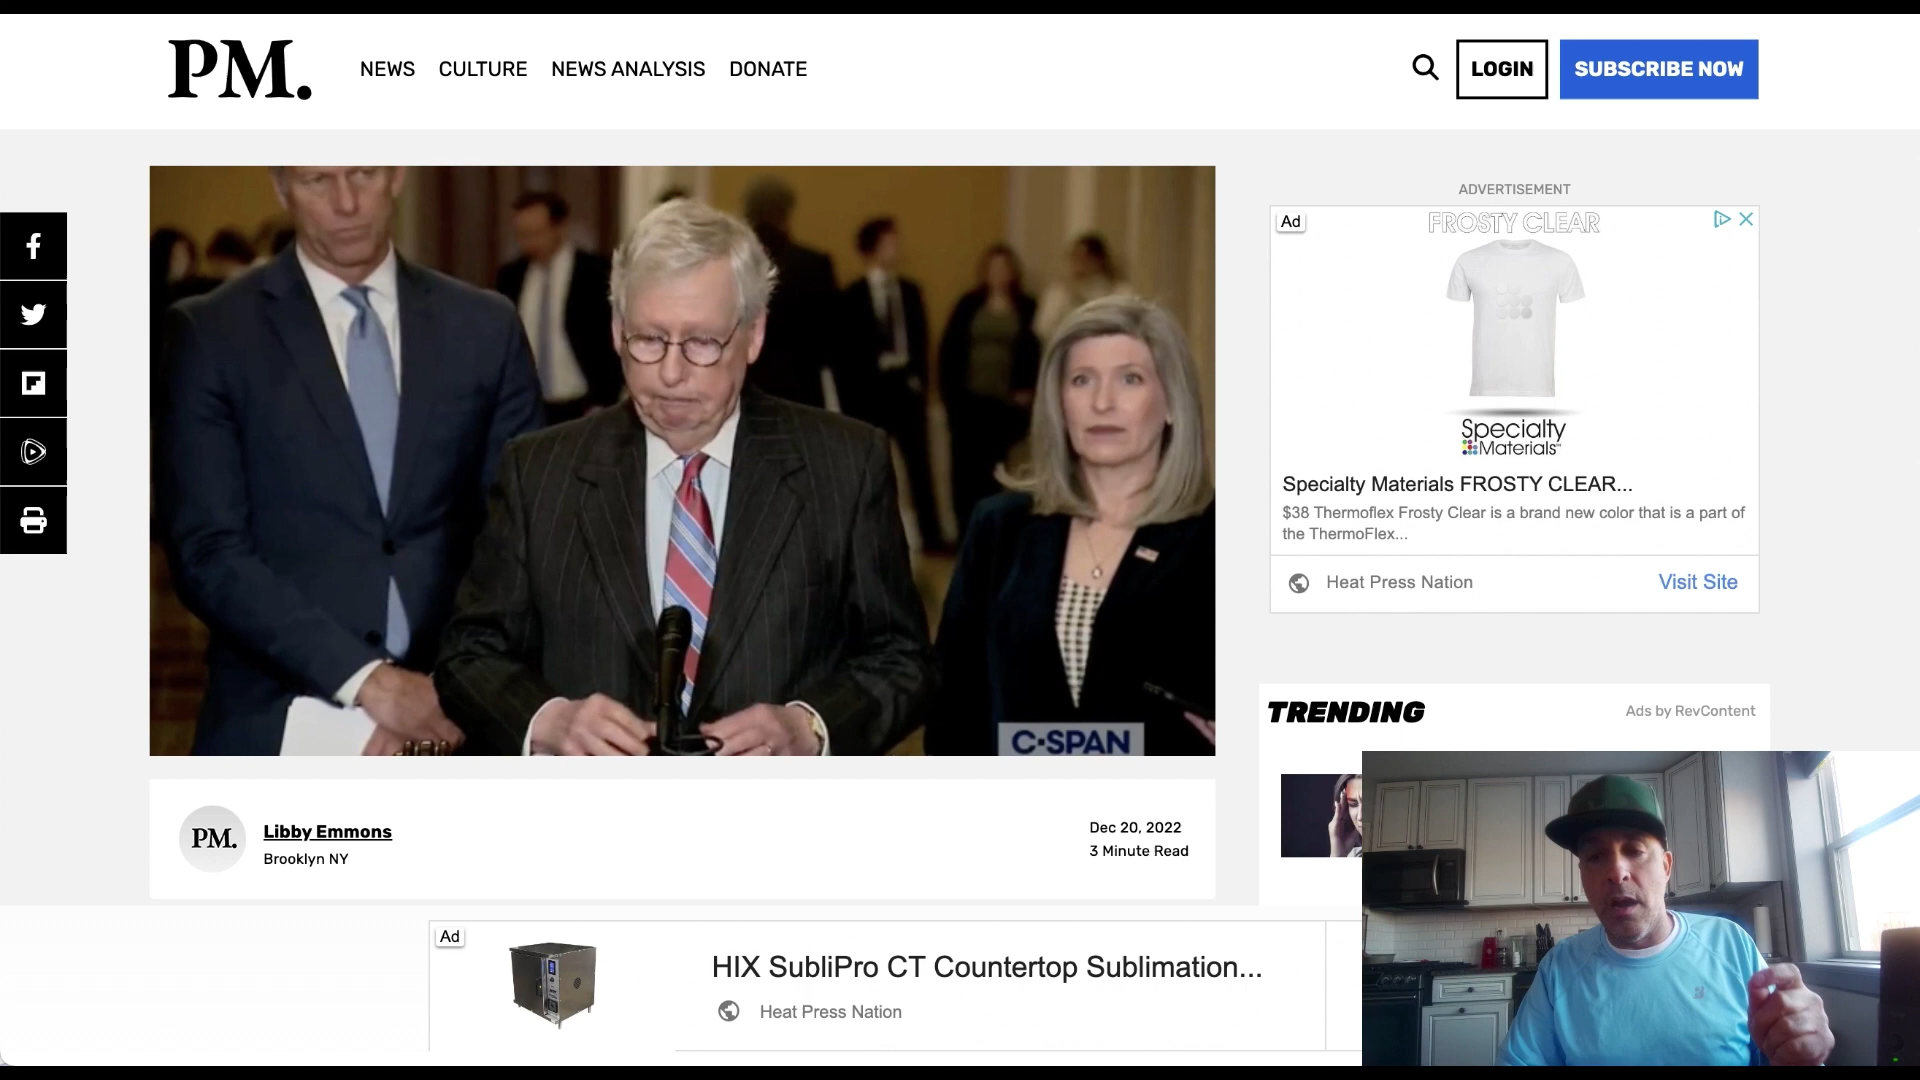 PM.
NEWS
CULTURE
NEWS ANALYSIS
DONATE
LOGIN
SUBSCRIBE NOW
ADVERTISEMENT
Ad
FROSTY CLEAR
Specialty
Materials
Specialty Materials FROSTY CLEAR...
$38 Thermoflex Frosty Clear is a brand new color that is a part of
the ThermoFlex...
Heat Press Nation
Visit Site
C-SPAN
TRENDING
Ads by RevContent
PM.
Libby Emmons
Brooklyn NY
Dec 20, 2022
3 Minute Read
Ad
HIX SubliPro CT Countertop Sublimation...
Heat Press Nation